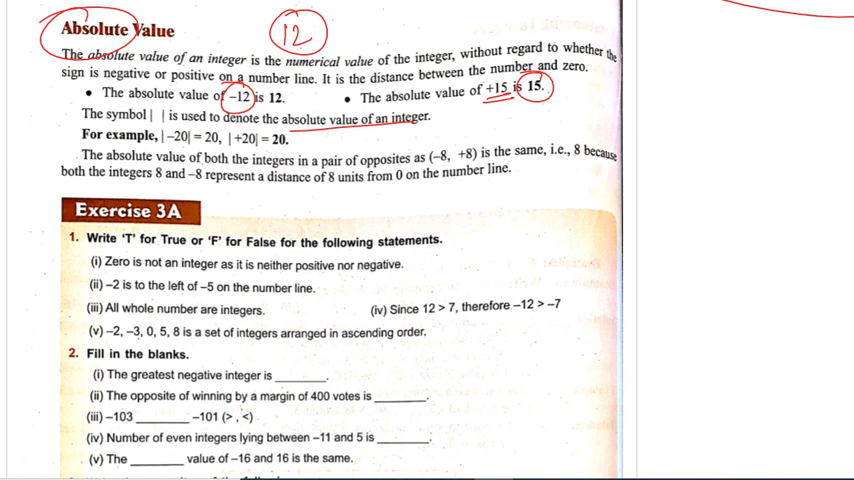 Absolute Value
12
The absolute value of an integer is the numerical value of the integer, without regard to whether the
sign is negative or positive on a number line. It is the distance between the number and zero.
• The absolute value of −12 is 12. • The absolute value of +15 is 15.
The symbol | | is used to denote the absolute value of an integer.
For example, |−20| = 20, |+20| = 20.
The absolute value of both the integers in a pair of opposites as (−8, +8) is the same, i.e., 8 because
both the integers 8 and −8 represent a distance of 8 units from 0 on the number line.
Exercise 3A
1. Write ‘T’ for True or ‘F’ for False for the following statements.
(i) Zero is not an integer as it is neither positive nor negative.
(ii) −2 is to the left of −5 on the number line.
(iii) All whole number are integers. (iv) Since 12 > 7, therefore −12 > −7
(v) −2, −3, 0, 5, 8 is a set of integers arranged in ascending order.
2. Fill in the blanks.
(i) The greatest negative integer is ________.
(ii) The opposite of winning by a margin of 400 votes is ________.
(iii) −103 ________ −101 (> , <)
(iv) Number of even integers lying between −11 and 5 is ________.
(v) The ________ value of −16 and 16 is the same.